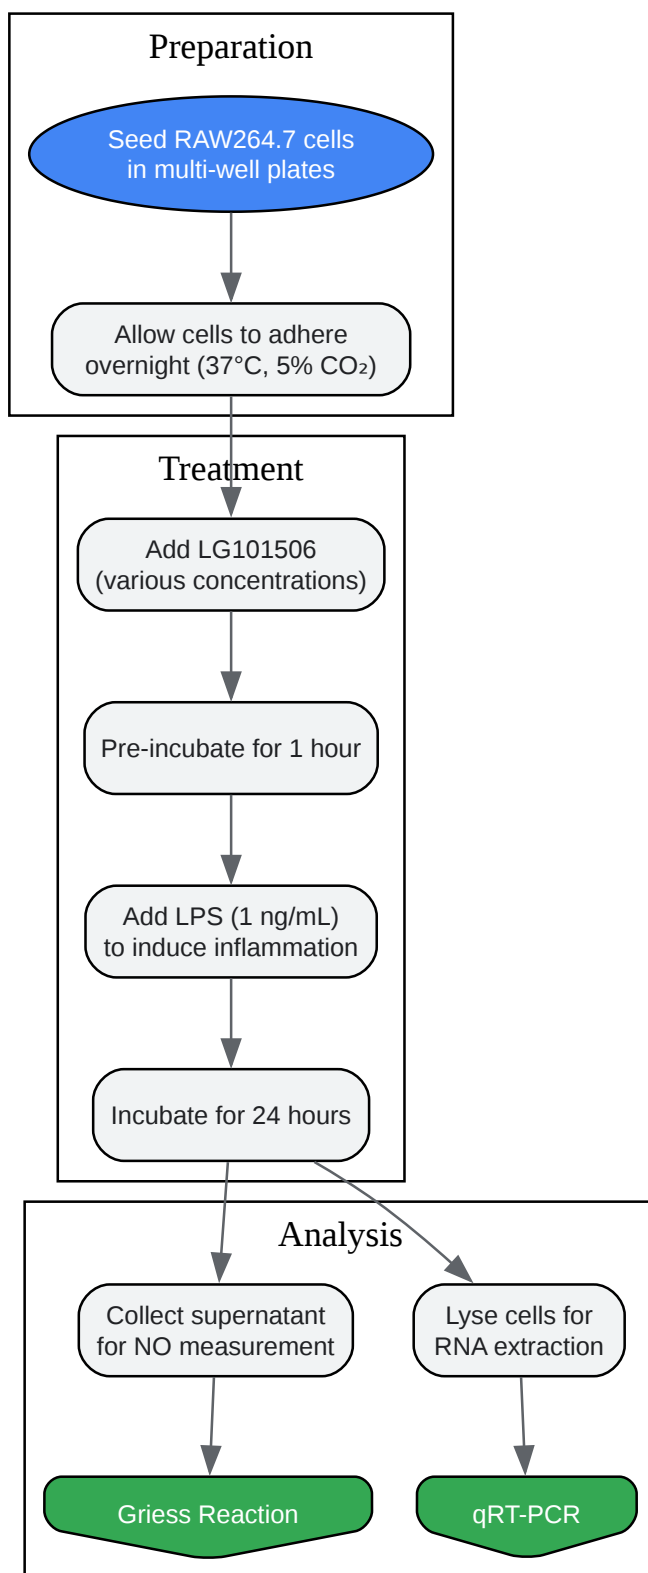 Preparation
Seed RAW264.7 cells
in multi-well plates
Allow cells to adhere
overnight (37°C, 5% CO₂)
Treatment
Add LG101506
(various concentrations)
Pre-incubate for 1 hour
Add LPS (1 ng/mL)
to induce inflammation
Incubate for 24 hours
Analysis
Collect supernatant
for NO measurement
Lyse cells for
RNA extraction
Griess Reaction
qRT-PCR